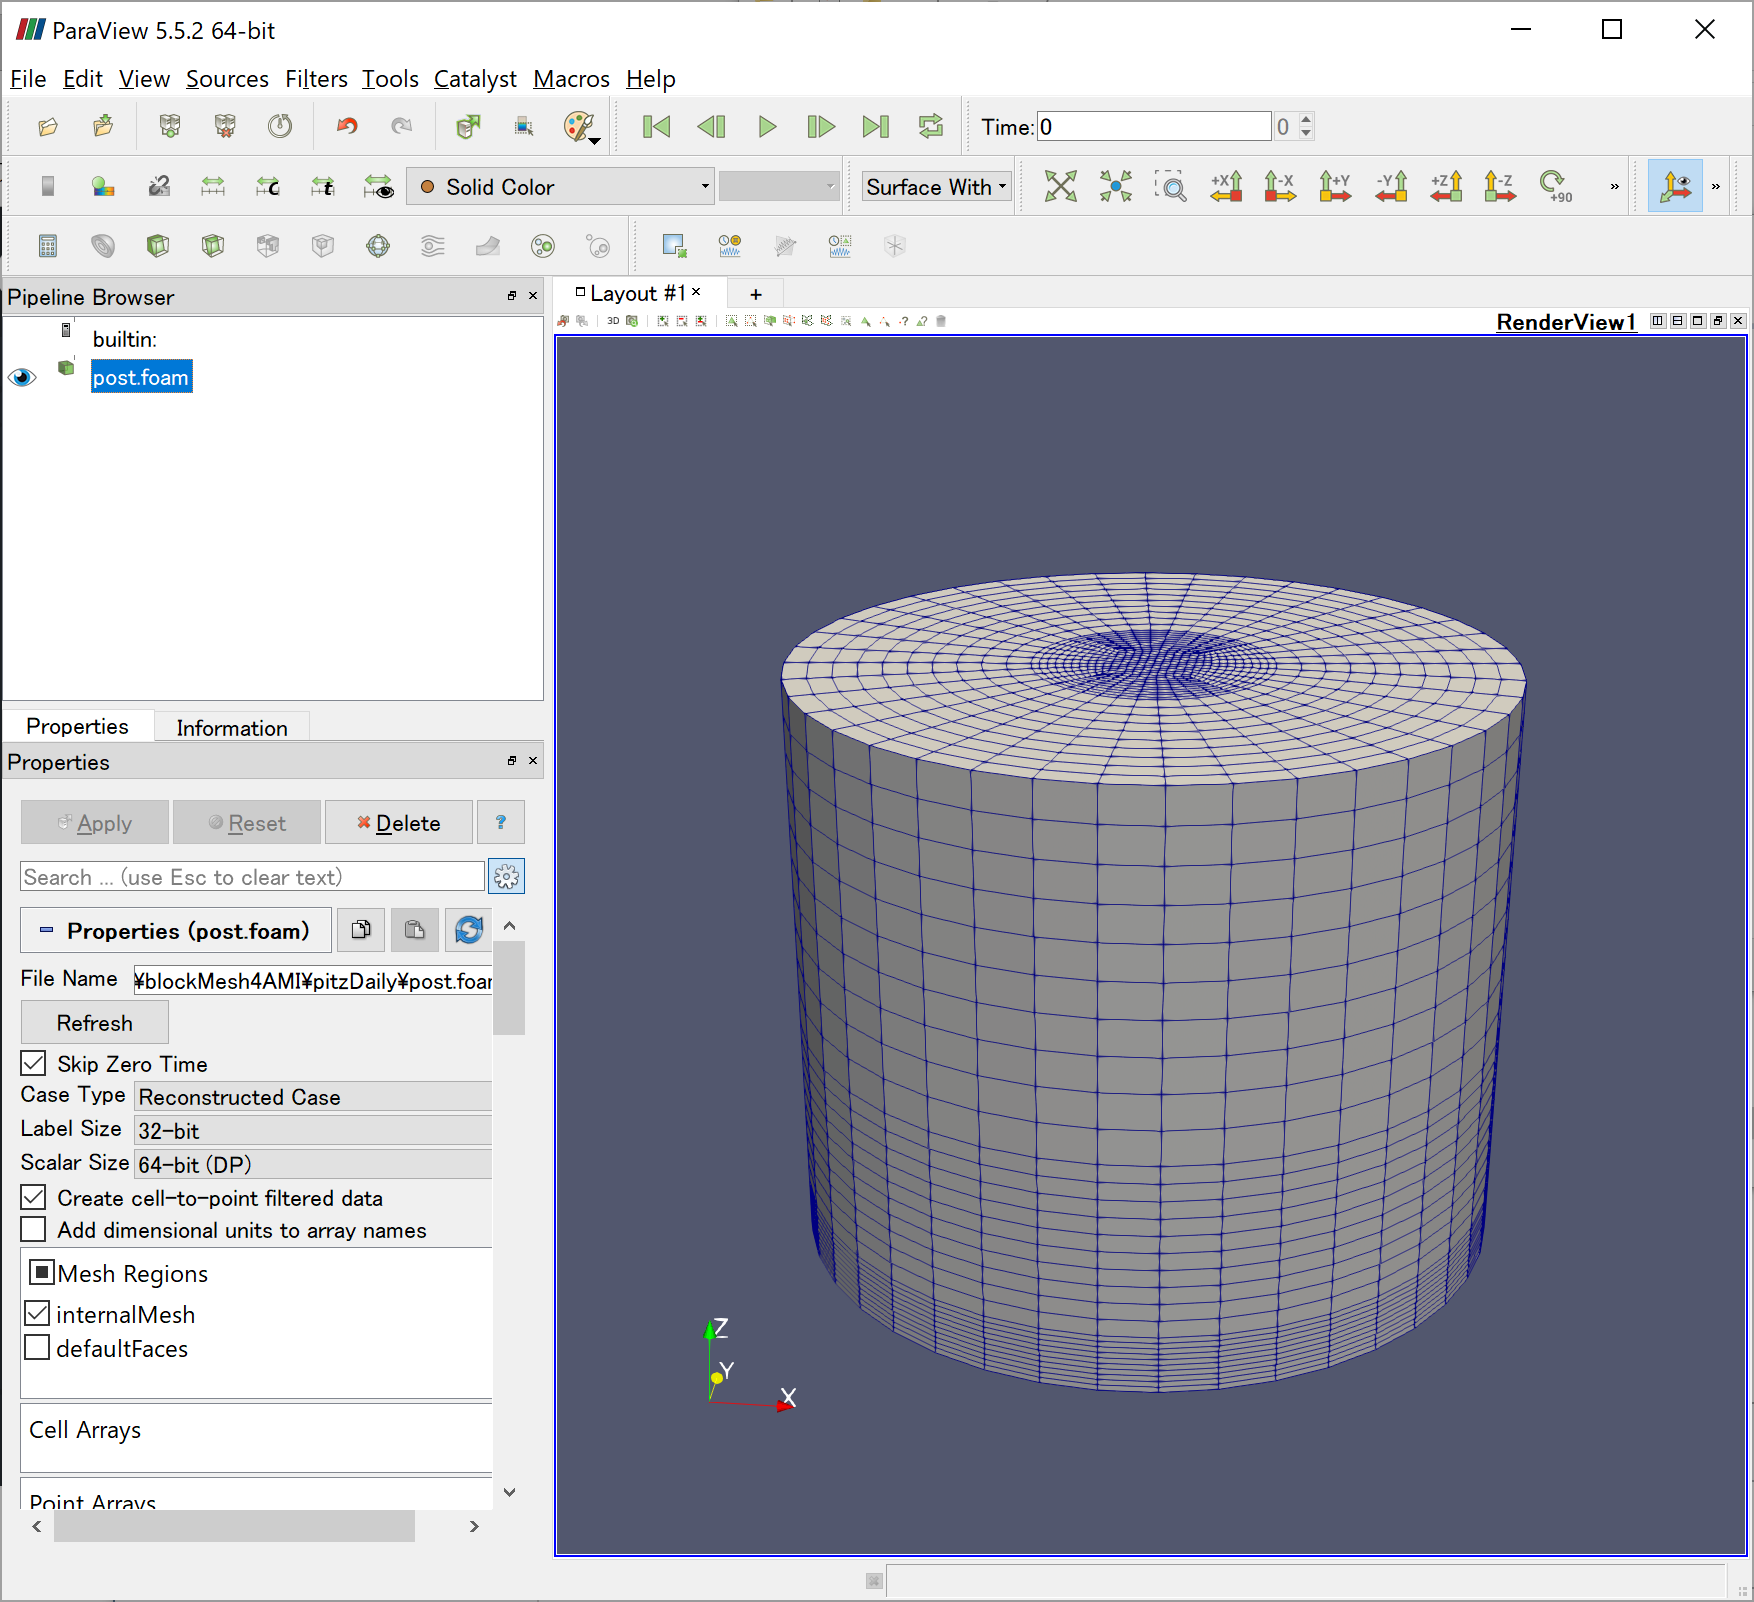 ParaView 5.5.2 64-bit
File Edit View Sources Filters Tools Catalyst Macros Help
Time: 0 0
Solid Color Surface With +X -X +Y -Y +Z -Z +90
Pipeline Browser
Layout #1 +
3D
RenderView1
builtin:
post.foam
Properties Information
Properties
Apply Reset Delete ?
Search ... (use Esc to clear text)
Properties (post.foam)
File Name ¥blockMesh4AMI¥pitzDaily¥post.foam
Refresh
Skip Zero Time
Case Type Reconstructed Case
Label Size 32-bit
Scalar Size 64-bit (DP)
Create cell-to-point filtered data
Add dimensional units to array names
Mesh Regions
internalMesh
defaultFaces
Cell Arrays
Point Arrays
Z
Y
X